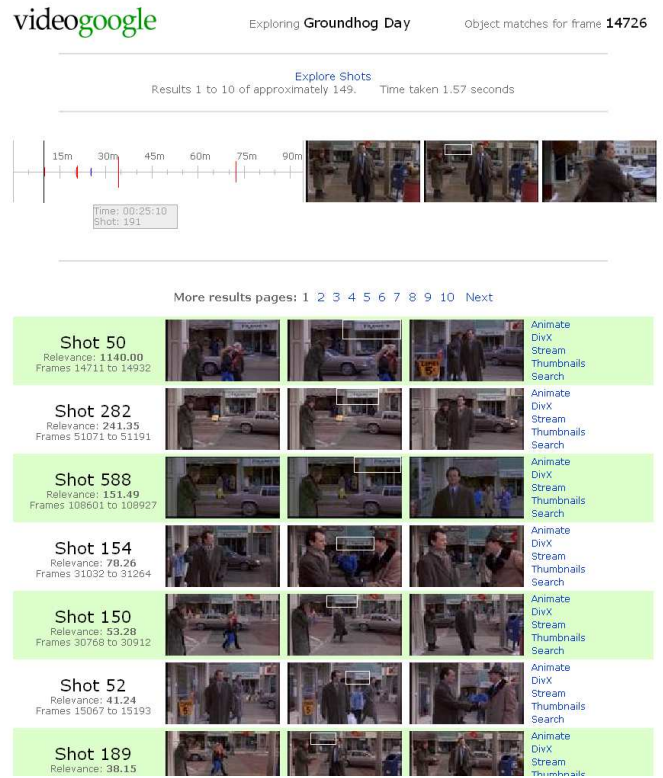 videogoogle
Exploring Groundhog Day
Object matches for frame 14726
Explore Shots
Results 1 to 10 of approximately 149. Time taken 1.57 seconds
15m 30m 45m 60m 75m 90m
Time: 00:25:10
Shot: 191
More results pages: 1 2 3 4 5 6 7 8 9 10 Next
Shot 50
Relevance: 1140.00
Frames 14711 to 14932
Animate
DivX
Stream
Thumbnails
Search
Shot 282
Relevance: 241.35
Frames 51071 to 51191
Animate
DivX
Stream
Thumbnails
Search
Shot 588
Relevance: 151.49
Frames 108601 to 108927
Animate
DivX
Stream
Thumbnails
Search
Shot 154
Relevance: 78.26
Frames 31032 to 31264
Animate
DivX
Stream
Thumbnails
Search
Shot 150
Relevance: 53.28
Frames 30768 to 30912
Animate
DivX
Stream
Thumbnails
Search
Shot 52
Relevance: 41.24
Frames 15067 to 15193
Animate
DivX
Stream
Thumbnails
Search
Shot 189
Relevance: 38.15
Animate
DivX
Stream
Thumbnails